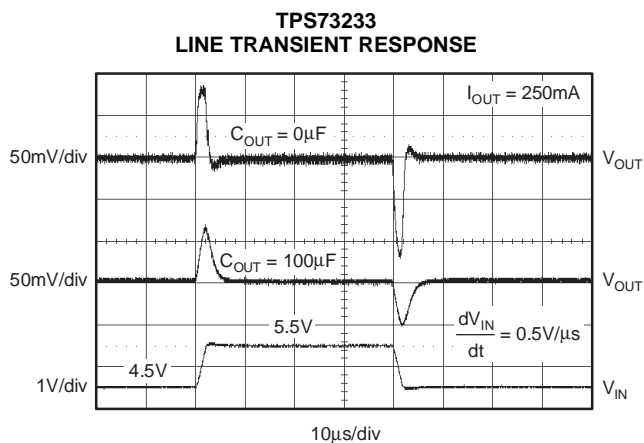 TPS73233
LINE TRANSIENT RESPONSE
I_OUT = 250mA
C_OUT = 0μF
50mV/div
V_OUT
C_OUT = 100μF
50mV/div
V_OUT
5.5V
dV_IN
dt
= 0.5V/μs
4.5V
1V/div
V_IN
10μs/div